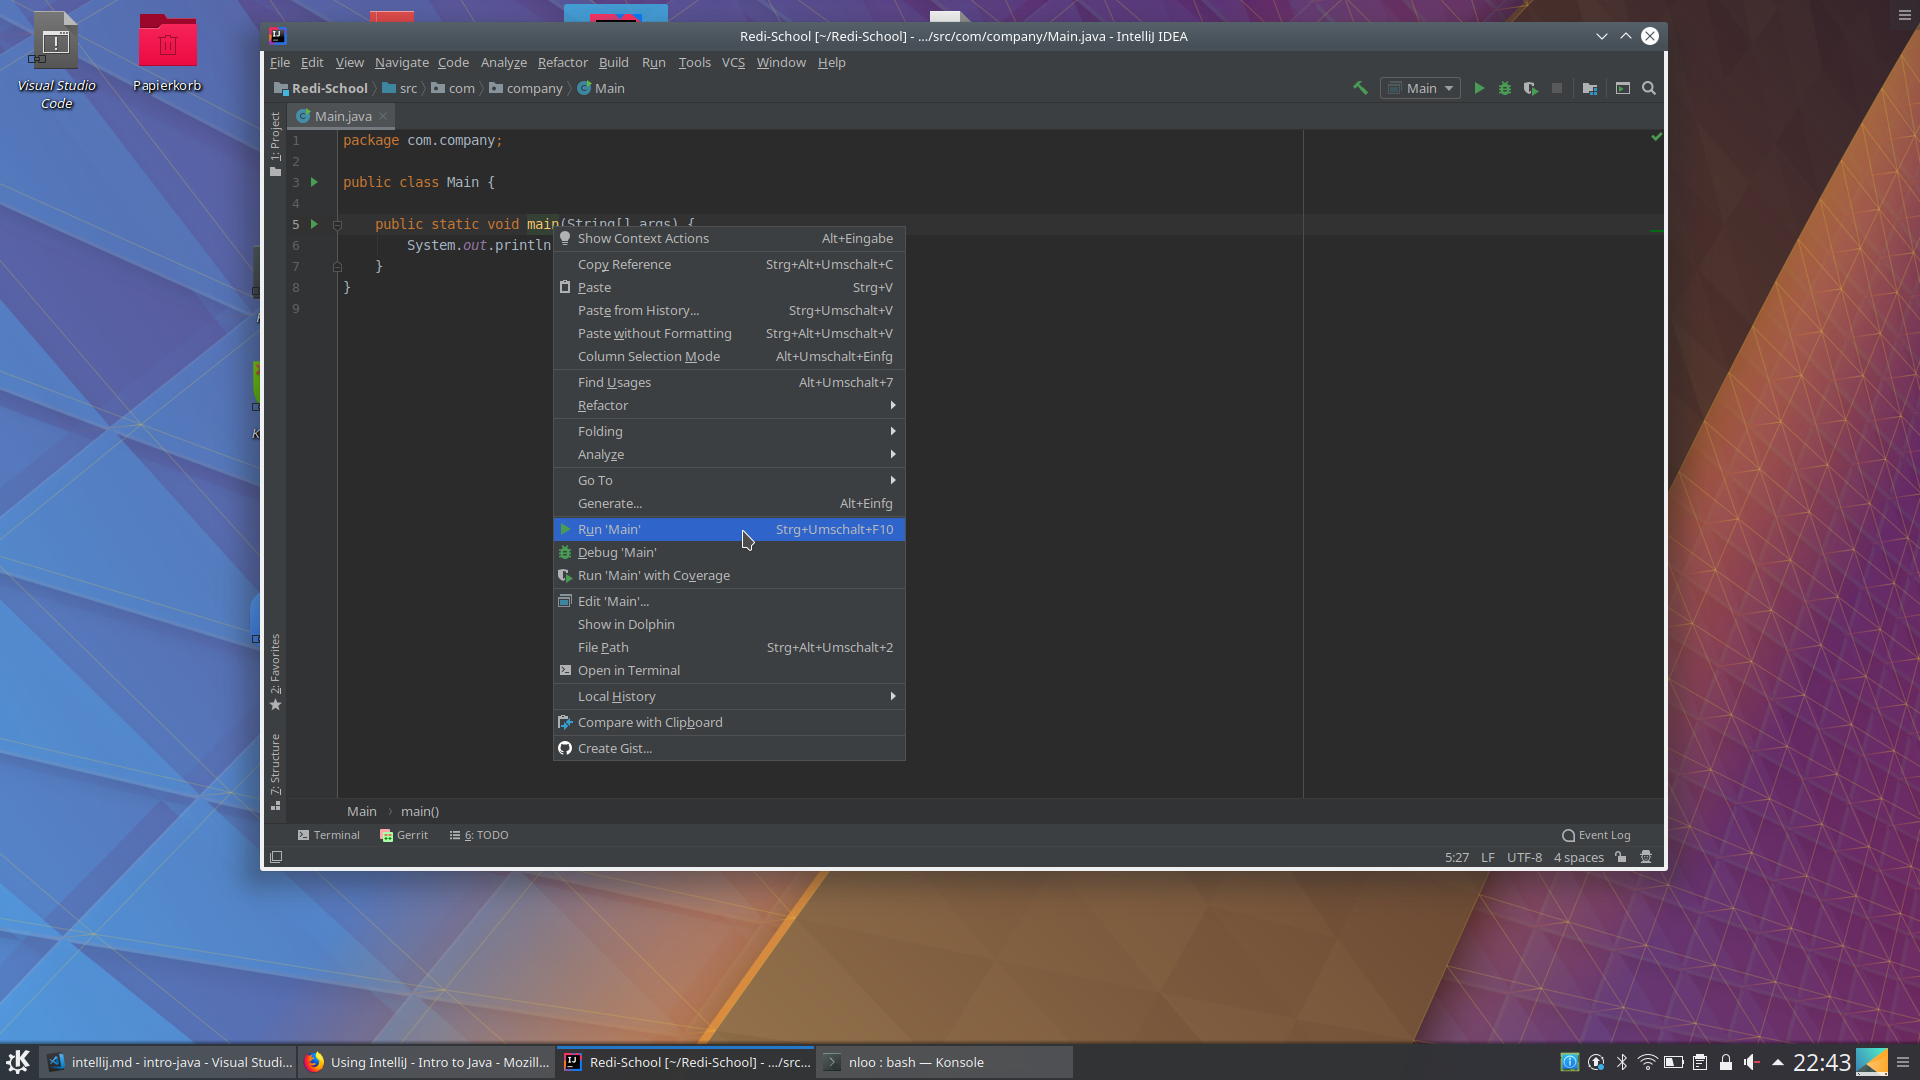 Visual Studio
Code
Papierkorb
Redi-School [~/Redi-School] - .../src/com/company/Main.java - IntelliJ IDEA
File Edit View Navigate Code Analyze Refactor Build Run Tools VCS Window Help
Redi-School src com company Main
Main
Main.java
1: Project
1 package com.company;
2
3 public class Main {
4
5 public static void main(String[] args) {
6 System.out.println
7 }
8 }
9
Show Context Actions Alt+Eingabe
Copy Reference Strg+Alt+Umschalt+C
Paste Strg+V
Paste from History... Strg+Umschalt+V
Paste without Formatting Strg+Alt+Umschalt+V
Column Selection Mode Alt+Umschalt+Einfg
Find Usages Alt+Umschalt+7
Refactor
Folding
Analyze
Go To
Generate... Alt+Einfg
Run 'Main' Strg+Umschalt+F10
Debug 'Main'
Run 'Main' with Coverage
Edit 'Main'...
Show in Dolphin
File Path Strg+Alt+Umschalt+2
Open in Terminal
Local History
Compare with Clipboard
Create Gist...
2: Favorites
7: Structure
Main main()
Terminal Gerrit 6: TODO Event Log
5:27 LF UTF-8 4 spaces
intellij.md - intro-java - Visual Studi... Using IntelliJ - Intro to Java - Mozill... Redi-School [~/Redi-School] - .../src... nloo : bash — Konsole 22:43